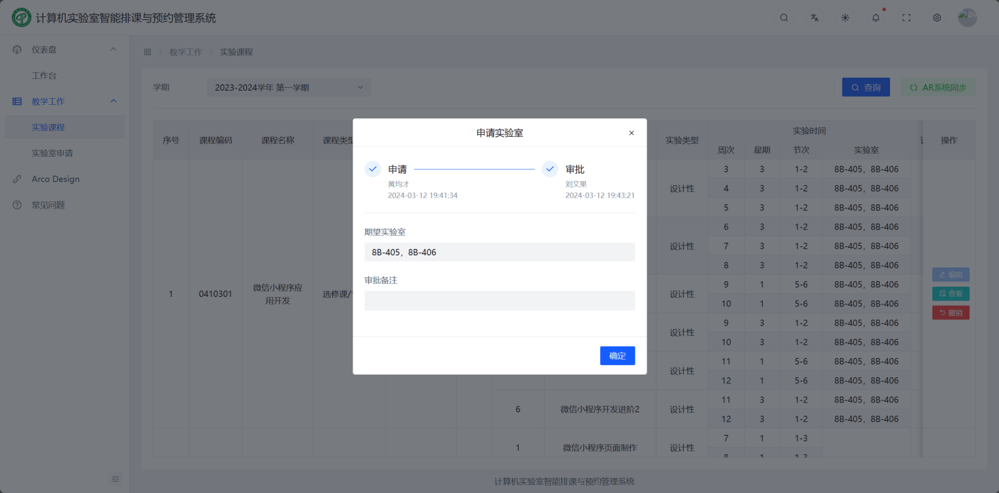 计算机实验室智能排课与预约管理系统
仪表盘
工作台
教学工作
实验课程
实验室申请
Arco Design
常见问题
/ 教学工作 / 实验课程
学期
2023-2024学年 第一学期
查询
AR系统同步
序号
课程编码
课程名称
课程类型
实验类型
实验时间
周次
星期
节次
实验室
操作
1
0410301
微信小程序应
用开发
选修课/
设计性
3 3 1-2 8B-405，8B-406
4 3 1-2 8B-405，8B-406
5 3 1-2 8B-405，8B-406
设计性
6 3 1-2 8B-405，8B-406
7 3 1-2 8B-405，8B-406
8 3 1-2 8B-405，8B-406
设计性
9 1 5-6 8B-405，8B-406
10 1 5-6 8B-405，8B-406
设计性
9 3 1-2 8B-405，8B-406
10 3 1-2 8B-405，8B-406
设计性
11 1 5-6 8B-405，8B-406
12 1 5-6 8B-405，8B-406
6
微信小程序开发进阶2
设计性
11 3 1-2 8B-405，8B-406
12 3 1-2 8B-405，8B-406
1
微信小程序页面制作
设计性
7 1 1-3
8 1 1-3
编组
查看
撤销
申请实验室
×
申请
黄均才
2024-03-12 19:41:34
审批
刘文果
2024-03-12 19:43:21
期望实验室
8B-405，8B-406
审批备注
确定
计算机实验室智能排课与预约管理系统